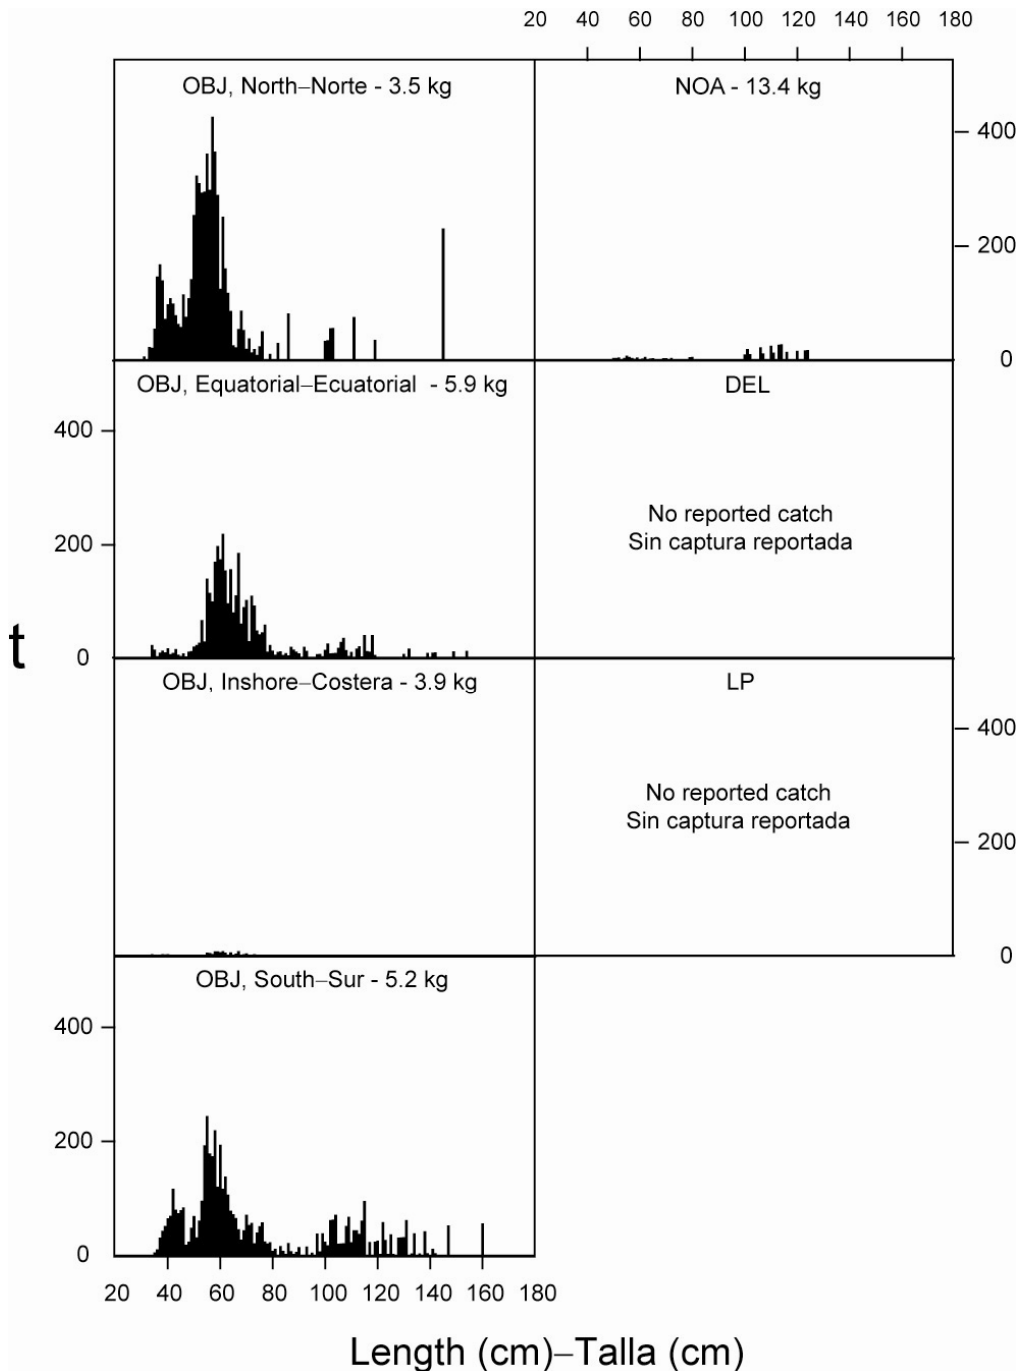 20 40 60 80 100 120 140 160 180
OBJ, North–Norte - 3.5 kg
NOA - 13.4 kg
400
200
0
OBJ, Equatorial–Ecuatorial - 5.9 kg
DEL
400
200
0
No reported catch
Sin captura reportada
t
OBJ, Inshore–Costera - 3.9 kg
LP
No reported catch
Sin captura reportada
400
200
0
OBJ, South–Sur - 5.2 kg
400
200
0
20 40 60 80 100 120 140 160 180
Length (cm)–Talla (cm)